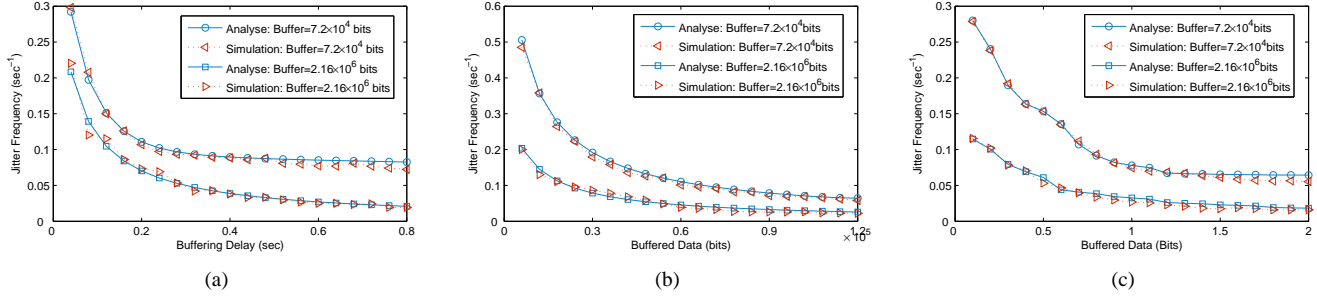 0.3
0.25
0.2
0.15
0.1
0.05
0
Jitter Frequency (sec⁻¹)
0 0.2 0.4 0.6 0.8
Buffering Delay (sec)
Analyse: Buffer=7.2×10⁴ bits
Simulation: Buffer=7.2×10⁴ bits
Analyse: Buffer=2.16×10⁶ bits
Simulation: Buffer=2.16×10⁶ bits
(a)
0.6
0.5
0.4
0.3
0.2
0.1
0
Jitter Frequency (sec⁻¹)
0 0.3 0.6 0.9
Buffered Data (bits)
Analyse: Buffer=7.2×10⁴bits
Simulation: Buffer=7.2×10⁴bits
Analyse: Buffer=2.16×10⁶bits
Simulation: Buffer=2.16×10⁶bits
(b)
0.3
0.25
0.2
0.15
0.1
0.05
0
Jitter Frequency (sec⁻¹)
0 0.5 1 1.5 2
Buffered Data (Bits)
Analyse: Buffer=7.2×10⁴bits
Simulation: Buffer=7.2×10⁴bits
Analyse: Buffer=2.16×10⁶bits
Simulation: Buffer=2.16×10⁶bits
(c)